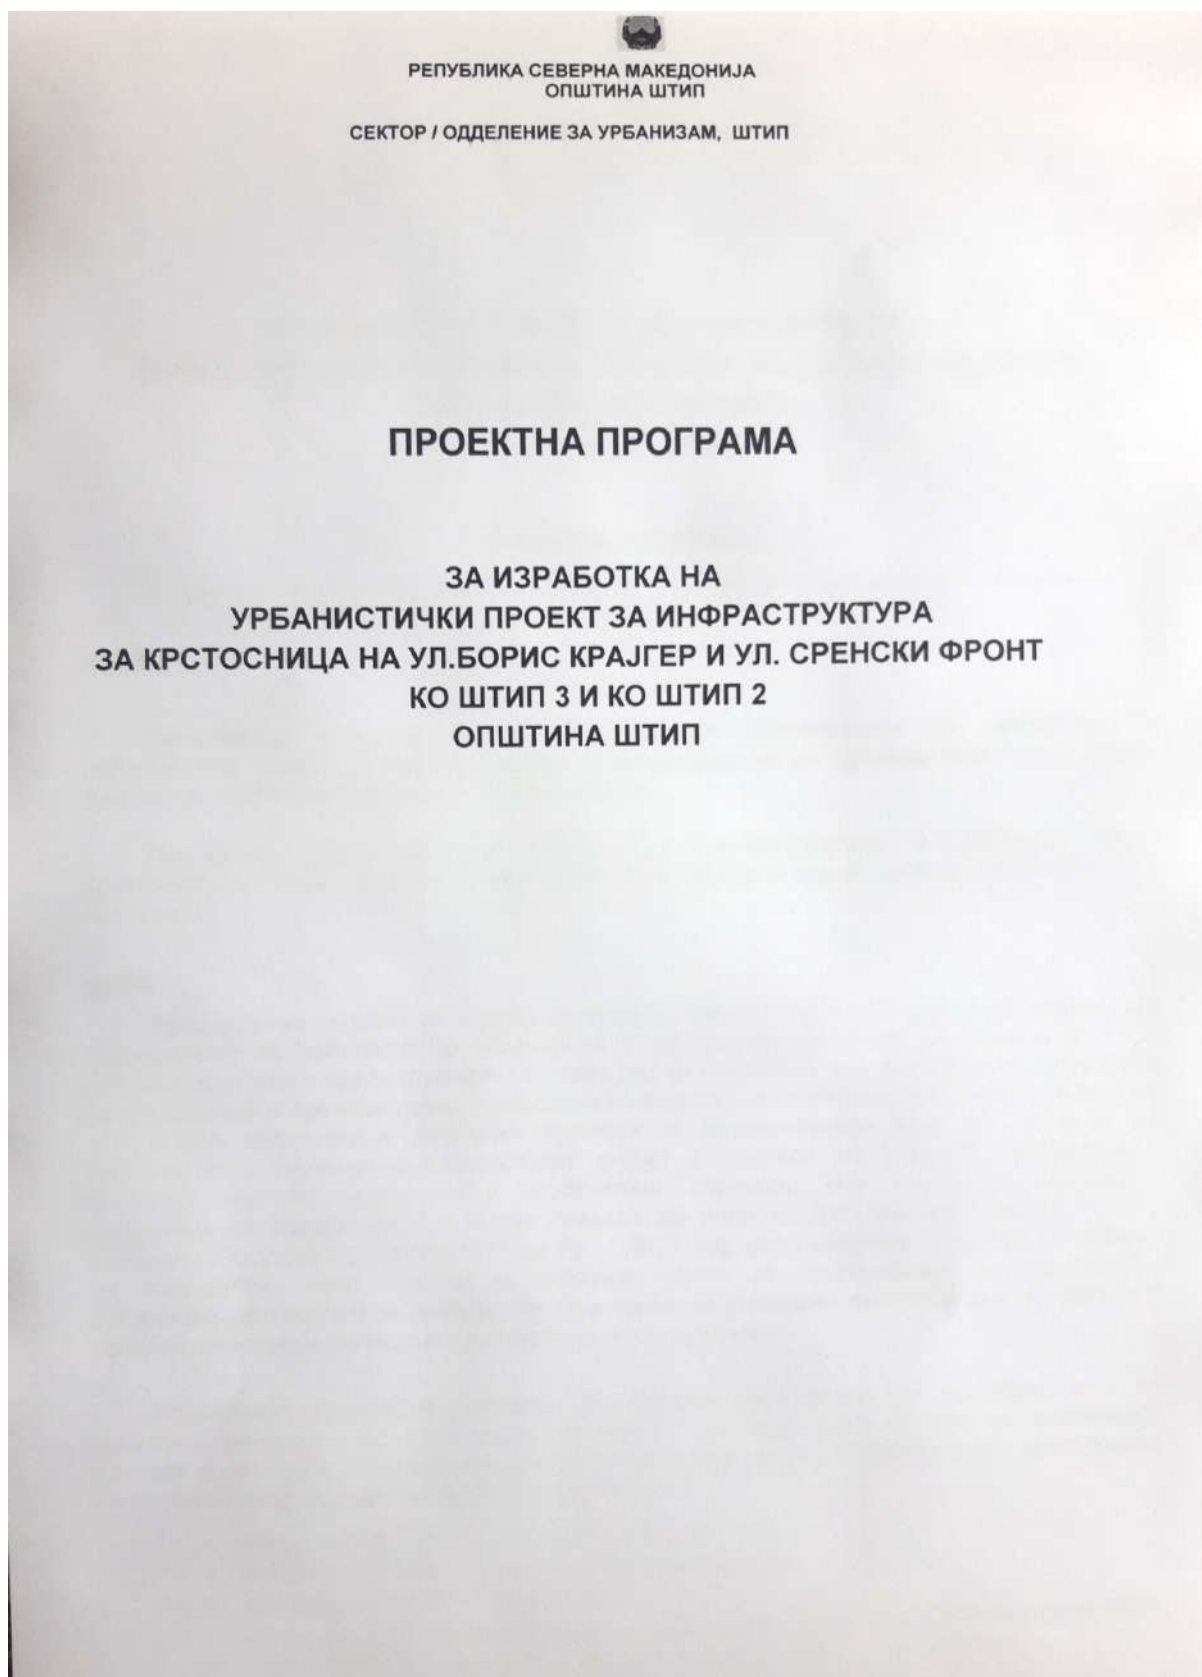 РЕПУБЛИКА СЕВЕРНА МАКЕДОНИЈА
ОПШТИНА ШТИП
СЕКТОР / ОДДЕЛЕНИЕ ЗА УРБАНИЗАМ, ШТИП
ПРОЕКТНА ПРОГРАМА
ЗА ИЗРАБОТКА НА
УРБАНИСТИЧКИ ПРОЕКТ ЗА ИНФРАСТРУКТУРА
ЗА КРСТОСНИЦА НА УЛ.БОРИС КРАЈГЕР И УЛ. СРЕНСКИ ФРОНТ
КО ШТИП 3 И КО ШТИП 2
ОПШТИНА ШТИП